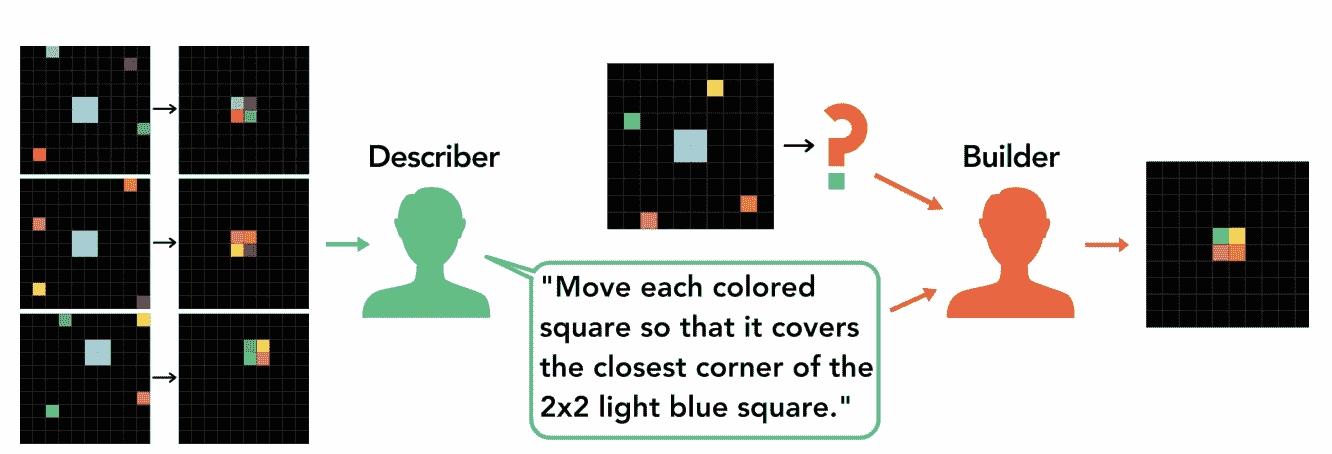 Describer
?
Builder
"Move each colored
square so that it covers
the closest corner of the
2x2 light blue square."